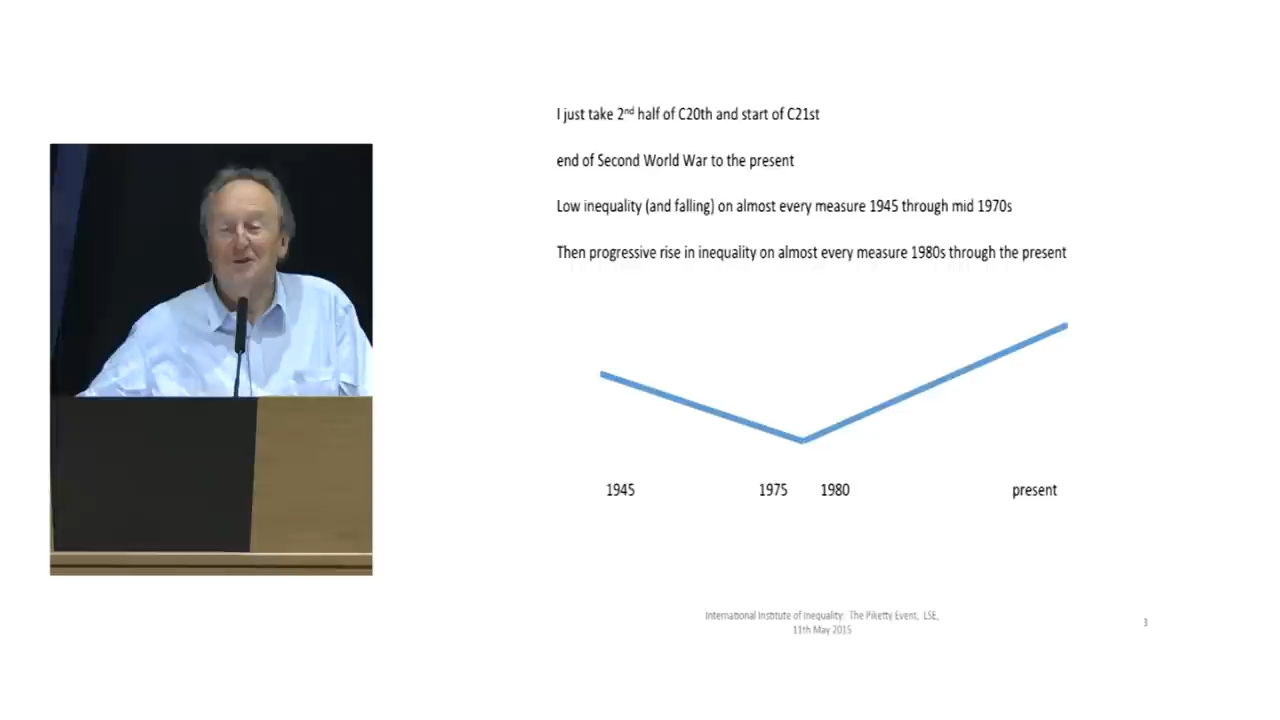 I just take 2nd half of C20th and start of C21st
end of Second World War to the present
Low inequality (and falling) on almost every measure 1945 through mid 1970s
Then progressive rise in inequality on almost every measure 1980s through the present
1945 1975 1980 present
International Institute of Inequality: The Piketty Event, LSE,
11th May 2015
3